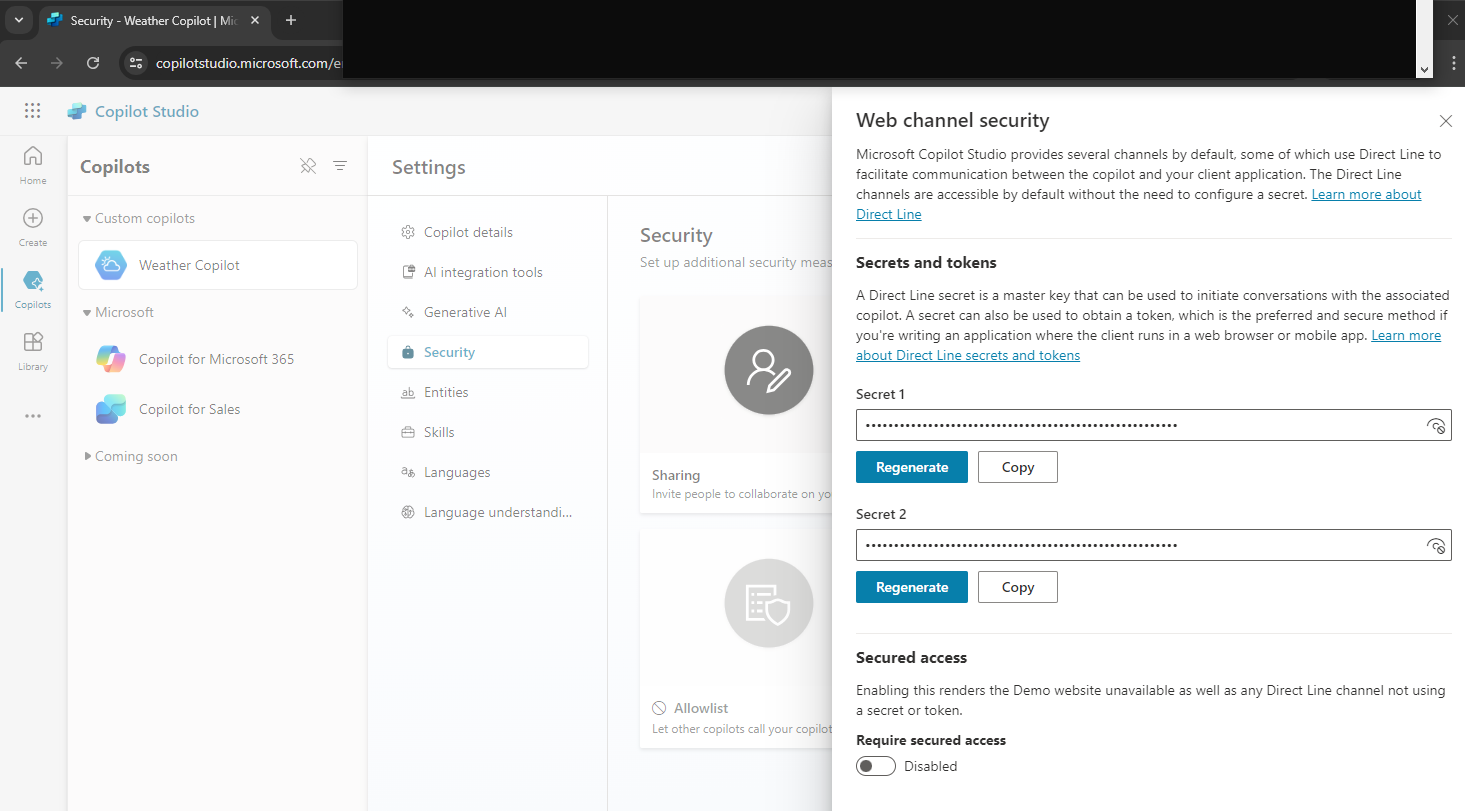 Security - Weather Copilot | Mic
copilotstudio.microsoft.com/e
Copilot Studio
Home
Create
Copilots
Library
Copilots
Custom copilots
Weather Copilot
Microsoft
Copilot for Microsoft 365
Copilot for Sales
Coming soon
Settings
Copilot details
AI integration tools
Generative AI
Security
Entities
Skills
Languages
Language understandi...
Security
Set up additional security meas
Sharing
Invite people to collaborate on yo
Allowlist
Let other copilots call your copilot
Web channel security
Microsoft Copilot Studio provides several channels by default, some of which use Direct Line to
facilitate communication between the copilot and your client application. The Direct Line
channels are accessible by default without the need to configure a secret. Learn more about
Direct Line
Secrets and tokens
A Direct Line secret is a master key that can be used to initiate conversations with the associated
copilot. A secret can also be used to obtain a token, which is the preferred and secure method if
you're writing an application where the client runs in a web browser or mobile app. Learn more
about Direct Line secrets and tokens
Secret 1
Regenerate Copy
Secret 2
Regenerate Copy
Secured access
Enabling this renders the Demo website unavailable as well as any Direct Line channel not using
a secret or token.
Require secured access
Disabled